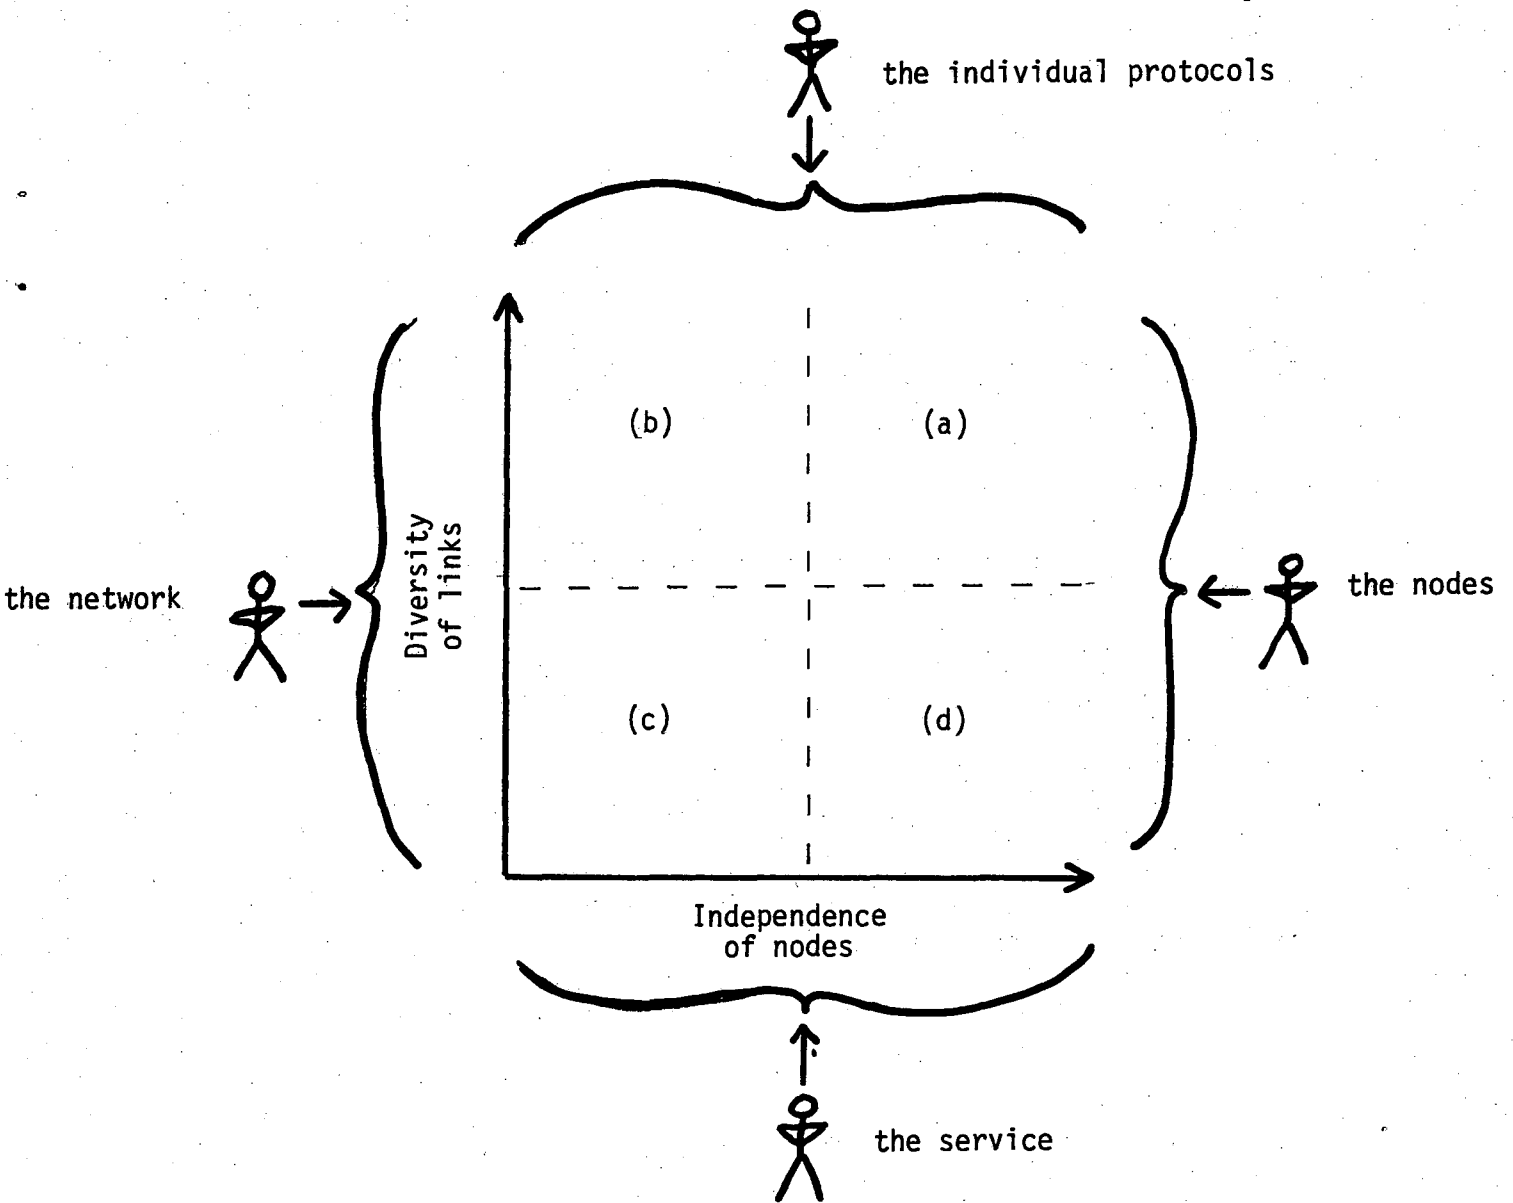 the individual protocols
(b)
(a)
Diversity
of links
the network
the nodes
(c)
(d)
Independence
of nodes
the service